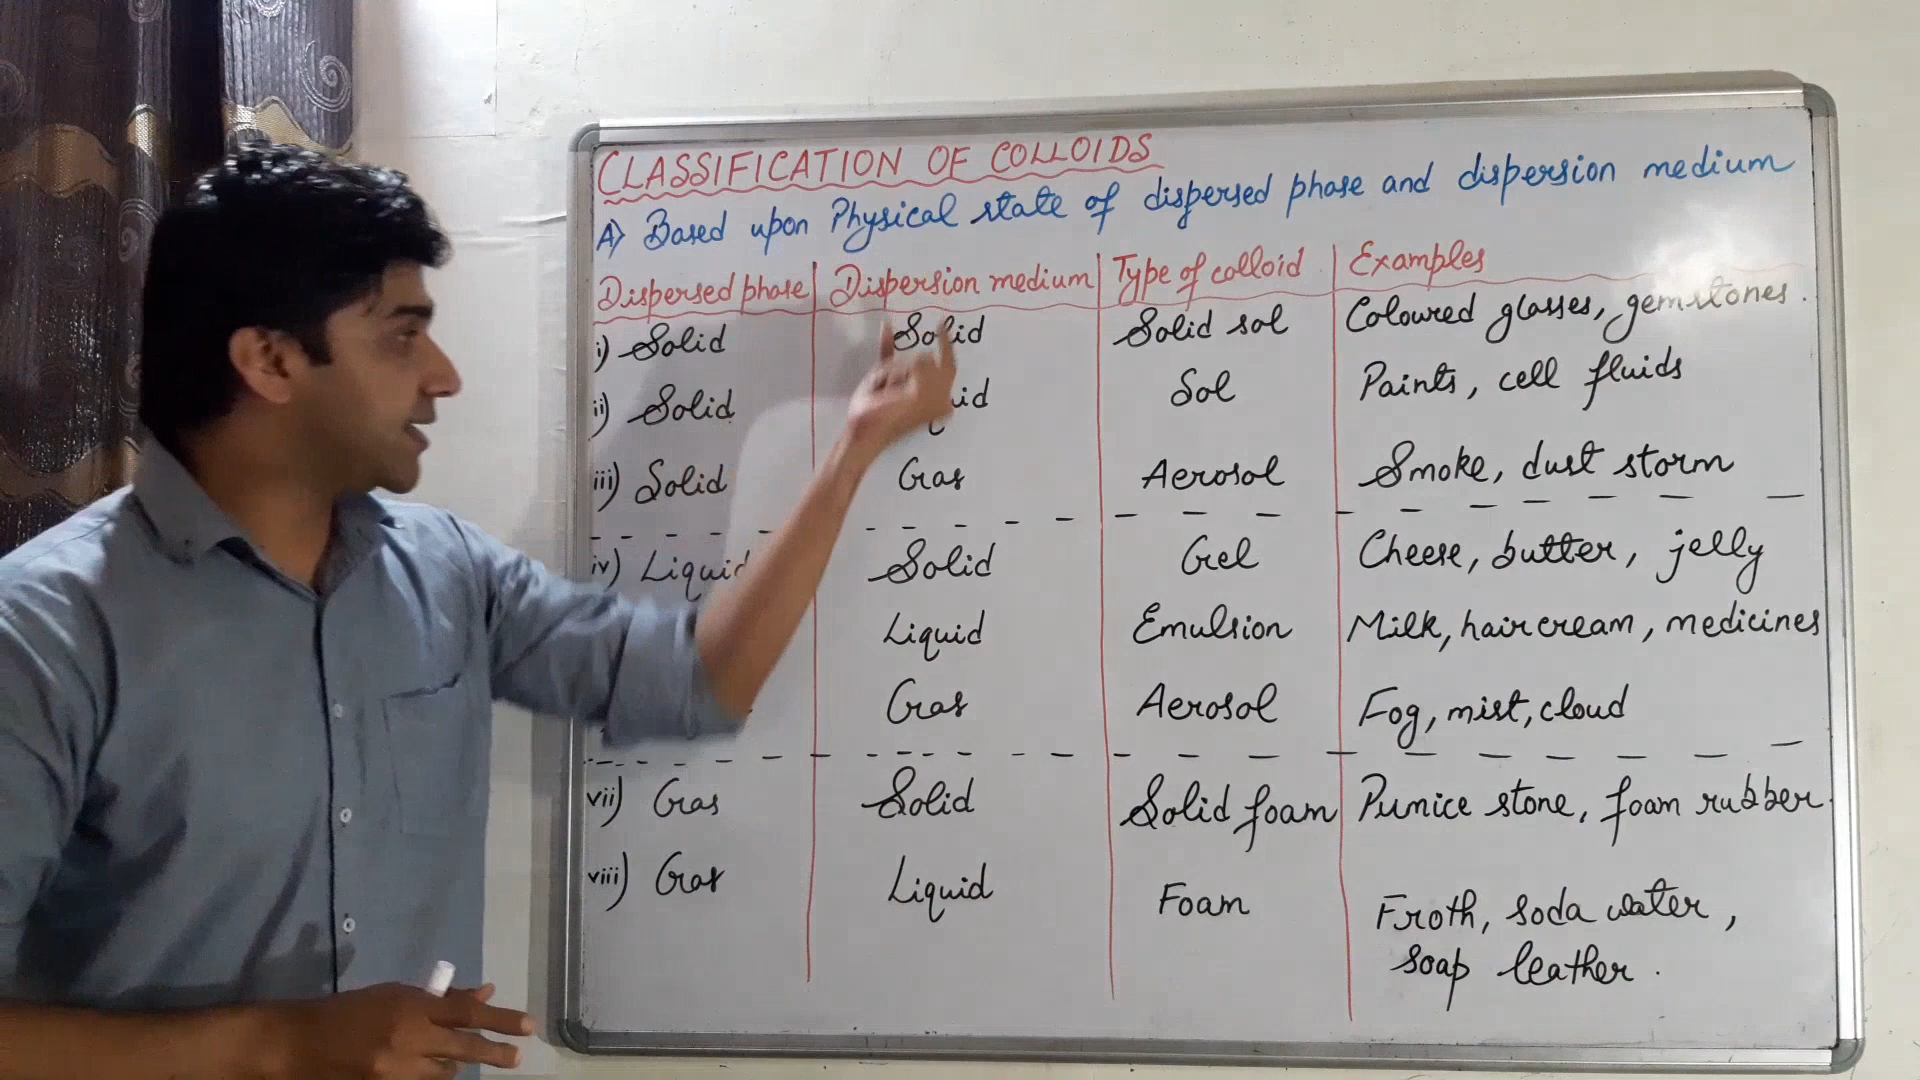 CLASSIFICATION OF COLLOIDS
A) Based upon Physical state of dispersed phase and dispersion medium
Dispersed phase Dispersion medium Type of colloid Examples
i) Solid Solid Solid sol Coloured glasses, gemstones.
ii) Solid Sol Paints, cell fluids
iii) Solid Gas Aerosol Smoke, dust storm
iv) Liquid Solid Gel Cheese, butter, jelly
Liquid Emulsion Milk, hair cream, medicines
Gas Aerosol Fog, mist, cloud
vii) Gas Solid Solid foam Pumice stone, foam rubber.
viii) Gas Liquid Foam Froth, soda water,
soap leather.